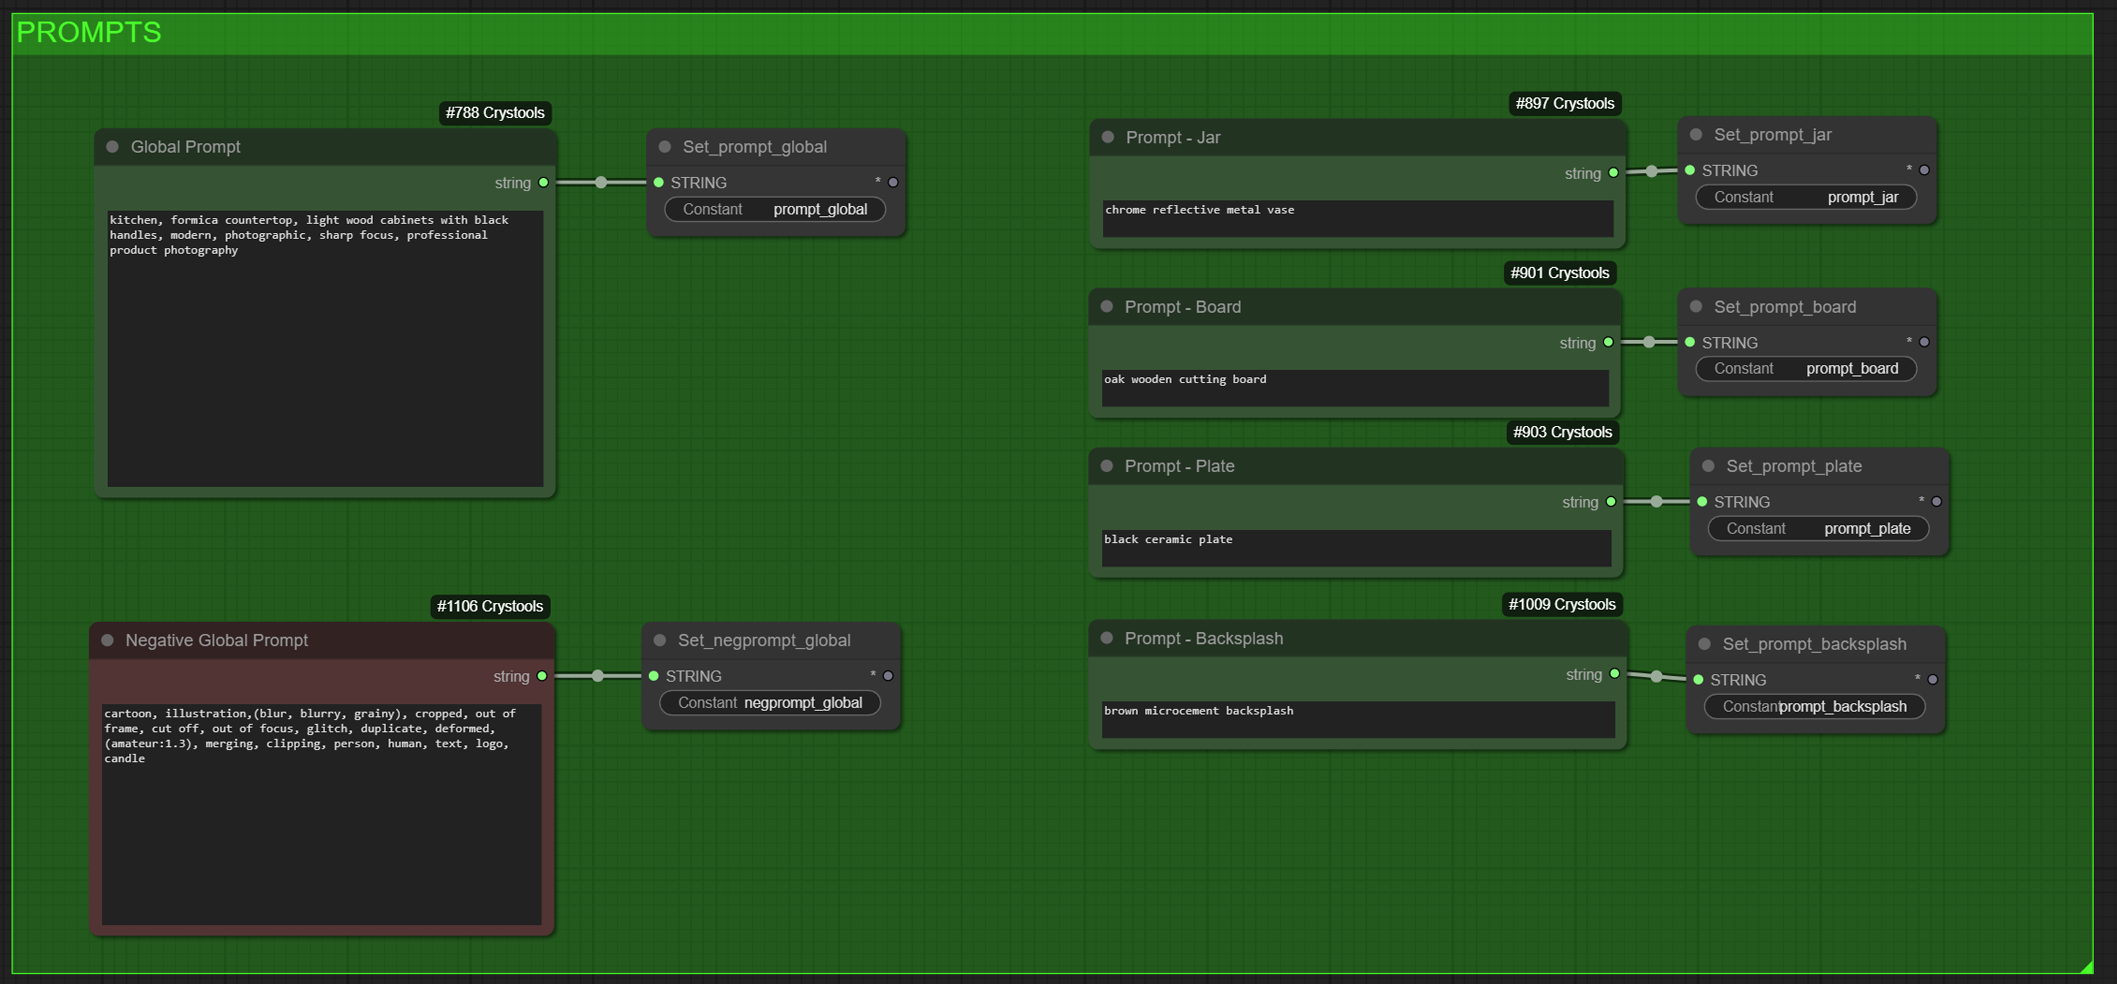 PROMPTS
#788 Crystools
Global Prompt
string
kitchen, formica countertop, light wood cabinets with black
handles, modern, photographic, sharp focus, professional
product photography
Set_prompt_global
STRING *
Constant prompt_global
#1106 Crystools
Negative Global Prompt
string
cartoon, illustration,(blur, blurry, grainy), cropped, out of
frame, cut off, out of focus, glitch, duplicate, deformed,
(amateur:1.3), merging, clipping, person, human, text, logo,
candle
Set_negprompt_global
STRING *
Constant negprompt_global
#897 Crystools
Prompt - Jar
string
chrome reflective metal vase
Set_prompt_jar
STRING *
Constant prompt_jar
#901 Crystools
Prompt - Board
string
oak wooden cutting board
Set_prompt_board
STRING *
Constant prompt_board
#903 Crystools
Prompt - Plate
string
black ceramic plate
Set_prompt_plate
STRING *
Constant prompt_plate
#1009 Crystools
Prompt - Backsplash
string
brown microcement backsplash
Set_prompt_backsplash
STRING *
Constant prompt_backsplash